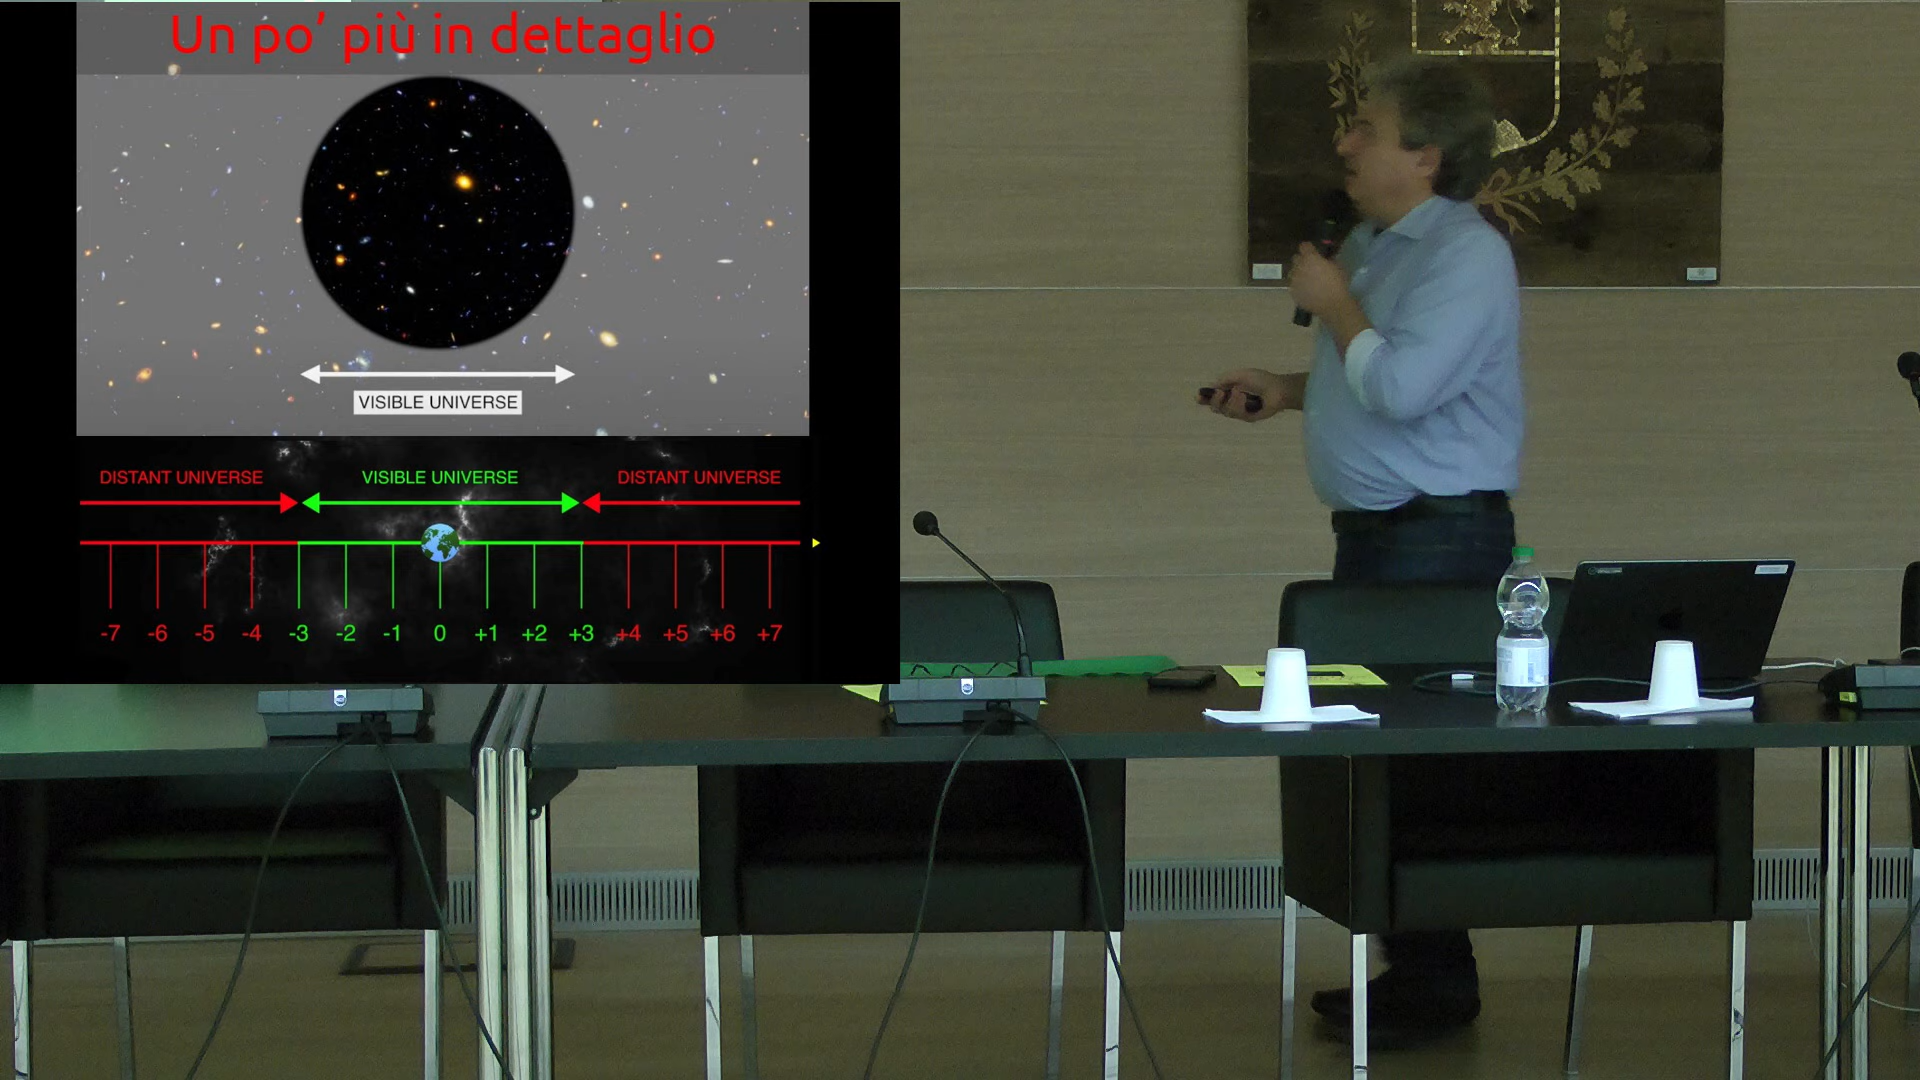 Un po' più in dettaglio
VISIBLE UNIVERSE
DISTANT UNIVERSE VISIBLE UNIVERSE DISTANT UNIVERSE
-7 -6 -5 -4 -3 -2 -1 0 +1 +2 +3 +4 +5 +6 +7